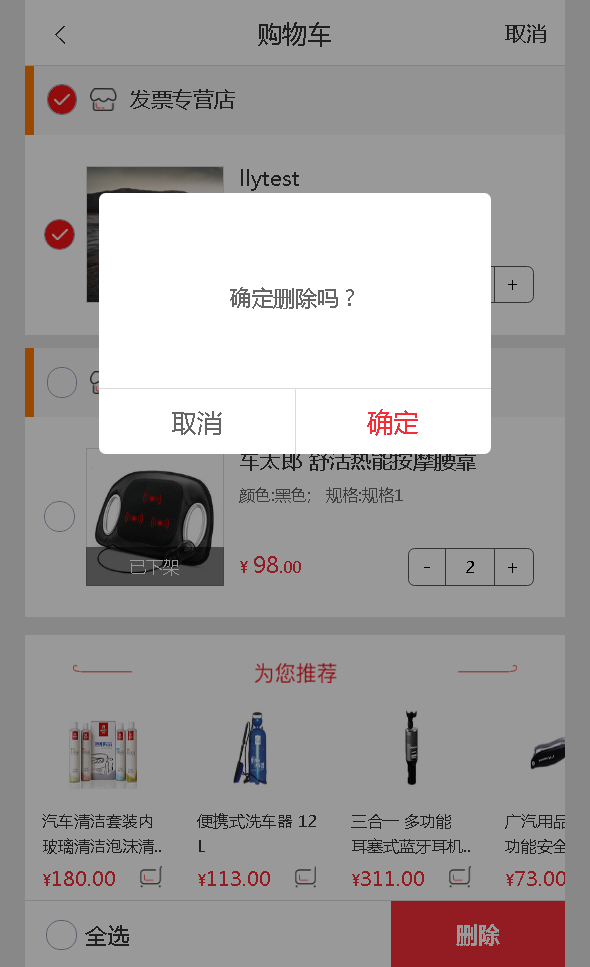 购物车
取消
发票专营店
llytest
+
确定删除吗？
取消
确定
车太郎 舒洁热能按摩腰靠
颜色:黑色; 规格:规格1
已下架
¥ 98.00
- 2 +
为您推荐
汽车清洁套装内
玻璃清洁泡沫清..
¥180.00
便携式洗车器 12
L
¥113.00
三合一 多功能
耳塞式蓝牙耳机..
¥311.00
广汽用品
功能安全
¥73.00
全选
删除